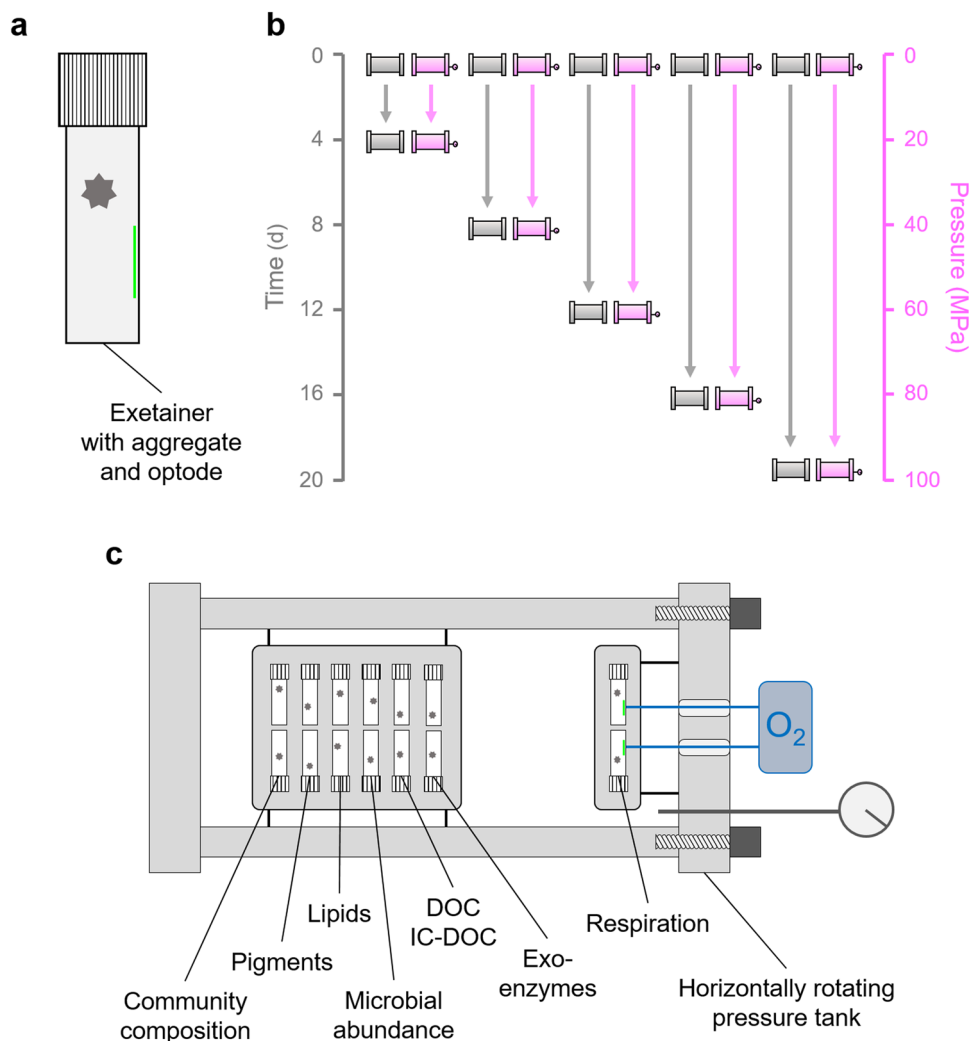 a
Exetainer
with aggregate
and optode
b
Time (d)
0
4
8
12
16
20
0
20
40
60
80
100
Pressure (MPa)
c
O2
Lipids
Pigments
Community
composition
Microbial
abundance
DOC
IC-DOC
Exo-
enzymes
Respiration
Horizontally rotating
pressure tank